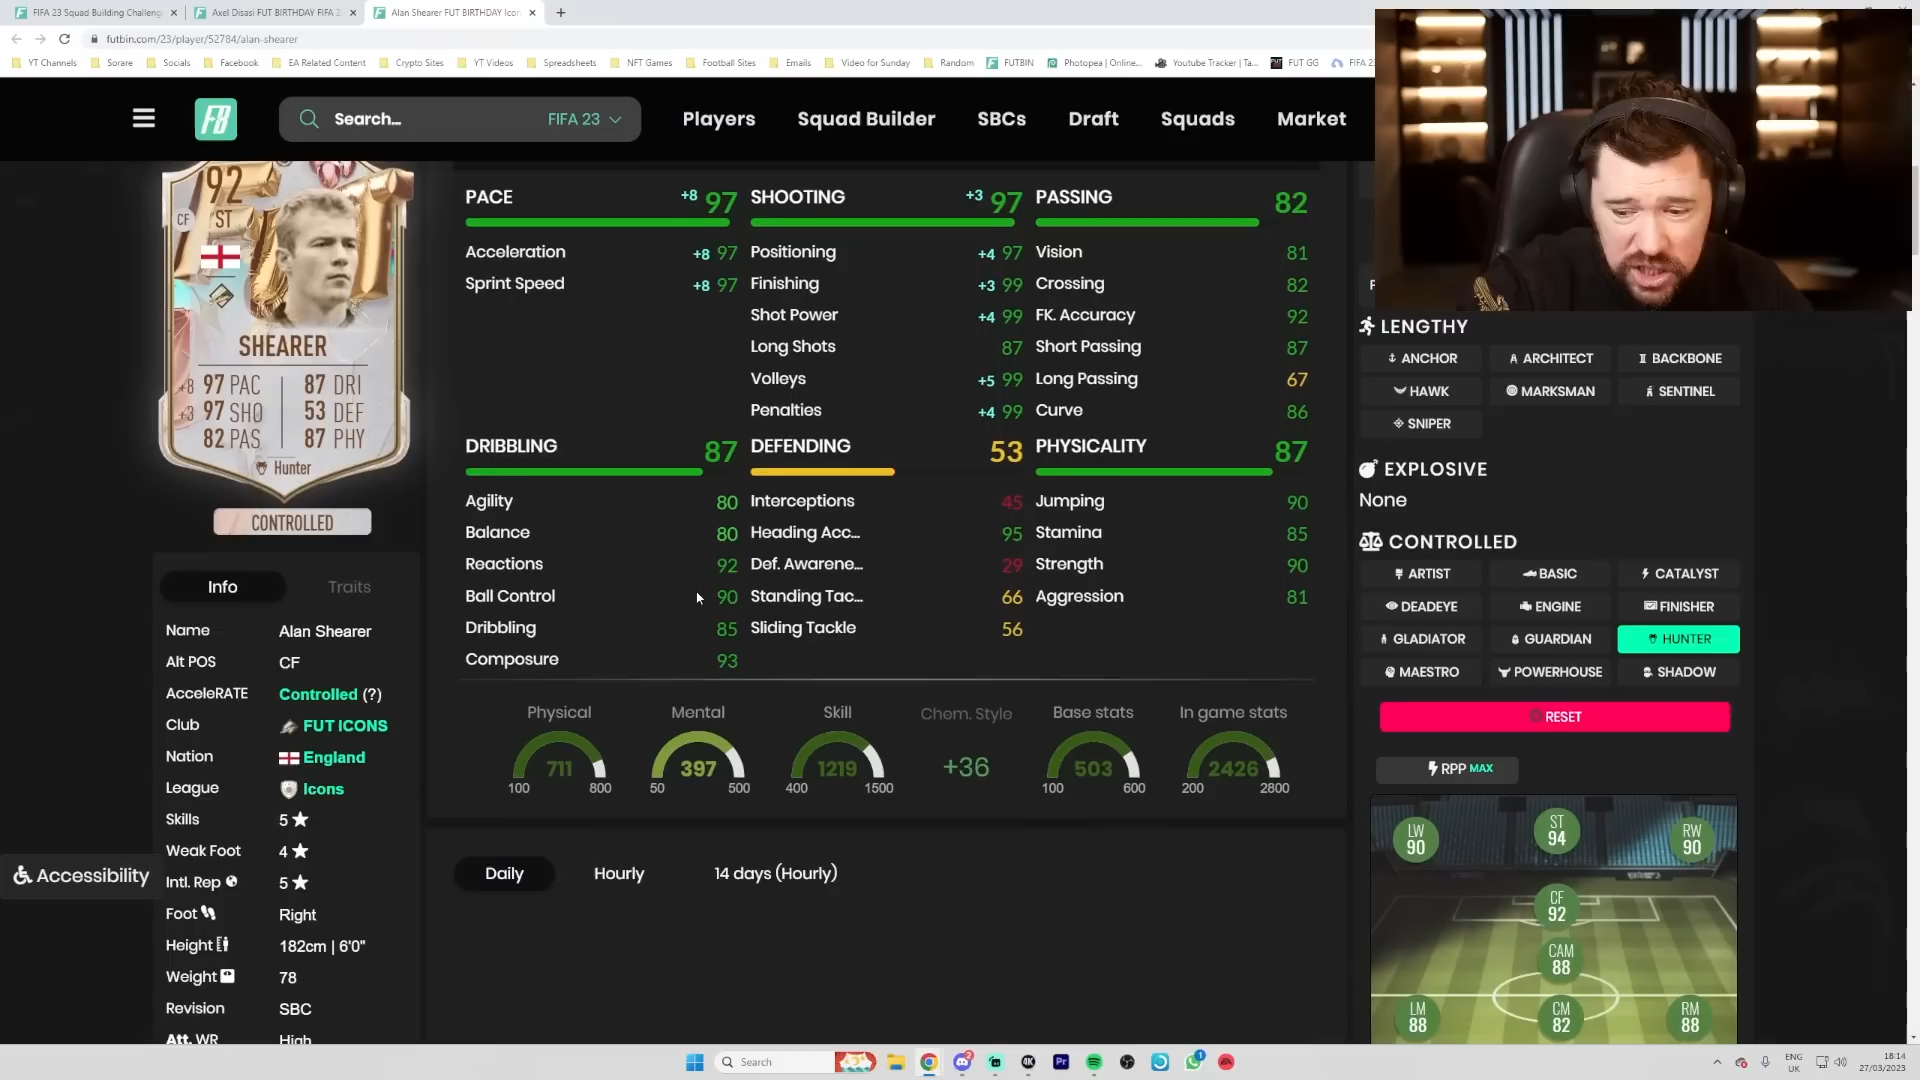 FIFA 23 Squad Building Challenge
Axel Disasi FUT BIRTHDAY FIFA 2
Alan Shearer FUT BIRTHDAY Icon
futbin.com/23/player/52784/alan-shearer
YT Channels Sorare Socials Facebook EA Related Content Crypto Sites YT Videos Spreadsheets NFT Games Football Sites Emails Video for Sunday Random FUTBIN Photopea | Online... Youtube Tracker | Ta... FUT GG FIFA 23
Search... FIFA 23 Players Squad Builder SBCs Draft Squads Market
92
ST
CF
SHEARER
+8 97 PAC 87 DRI
+3 97 SHO 53 DEF
82 PAS 87 PHY
Hunter
CONTROLLED
Info Traits
Name Alan Shearer
Alt POS CF
AcceleRATE Controlled (?)
Club FUT ICONS
Nation England
League Icons
Skills 5
Weak Foot 4
Intl. Rep 5
Foot Right
Height 182cm | 6'0"
Weight 78
Revision SBC
Att. WR High
Accessibility
PACE +8 97
Acceleration +8 97
Sprint Speed +8 97
SHOOTING +3 97
Positioning +4 97
Finishing +3 99
Shot Power +4 99
Long Shots 87
Volleys +5 99
Penalties +4 99
PASSING 82
Vision 81
Crossing 82
FK. Accuracy 92
Short Passing 87
Long Passing 67
Curve 86
DRIBBLING 87
Agility 80
Balance 80
Reactions 92
Ball Control 90
Dribbling 85
Composure 93
DEFENDING 53
Interceptions 45
Heading Acc... 95
Def. Awarene... 29
Standing Tac... 66
Sliding Tackle 56
PHYSICALITY 87
Jumping 90
Stamina 85
Strength 90
Aggression 81
Physical Mental Skill Chem. Style Base stats In game stats
711 397 1219 +36 503 2426
100 800 50 500 400 1500 100 600 200 2800
Daily Hourly 14 days (Hourly)
LENGTHY
ANCHOR ARCHITECT BACKBONE
HAWK MARKSMAN SENTINEL
SNIPER
EXPLOSIVE
None
CONTROLLED
ARTIST BASIC CATALYST
DEADEYE ENGINE FINISHER
GLADIATOR GUARDIAN HUNTER
MAESTRO POWERHOUSE SHADOW
RESET
RPP MAX
LW 90
ST 94
RW 90
CF 92
CAM 88
LM 88
CM 82
RM 88
Search
ENG
UK
18:14
27/03/2023